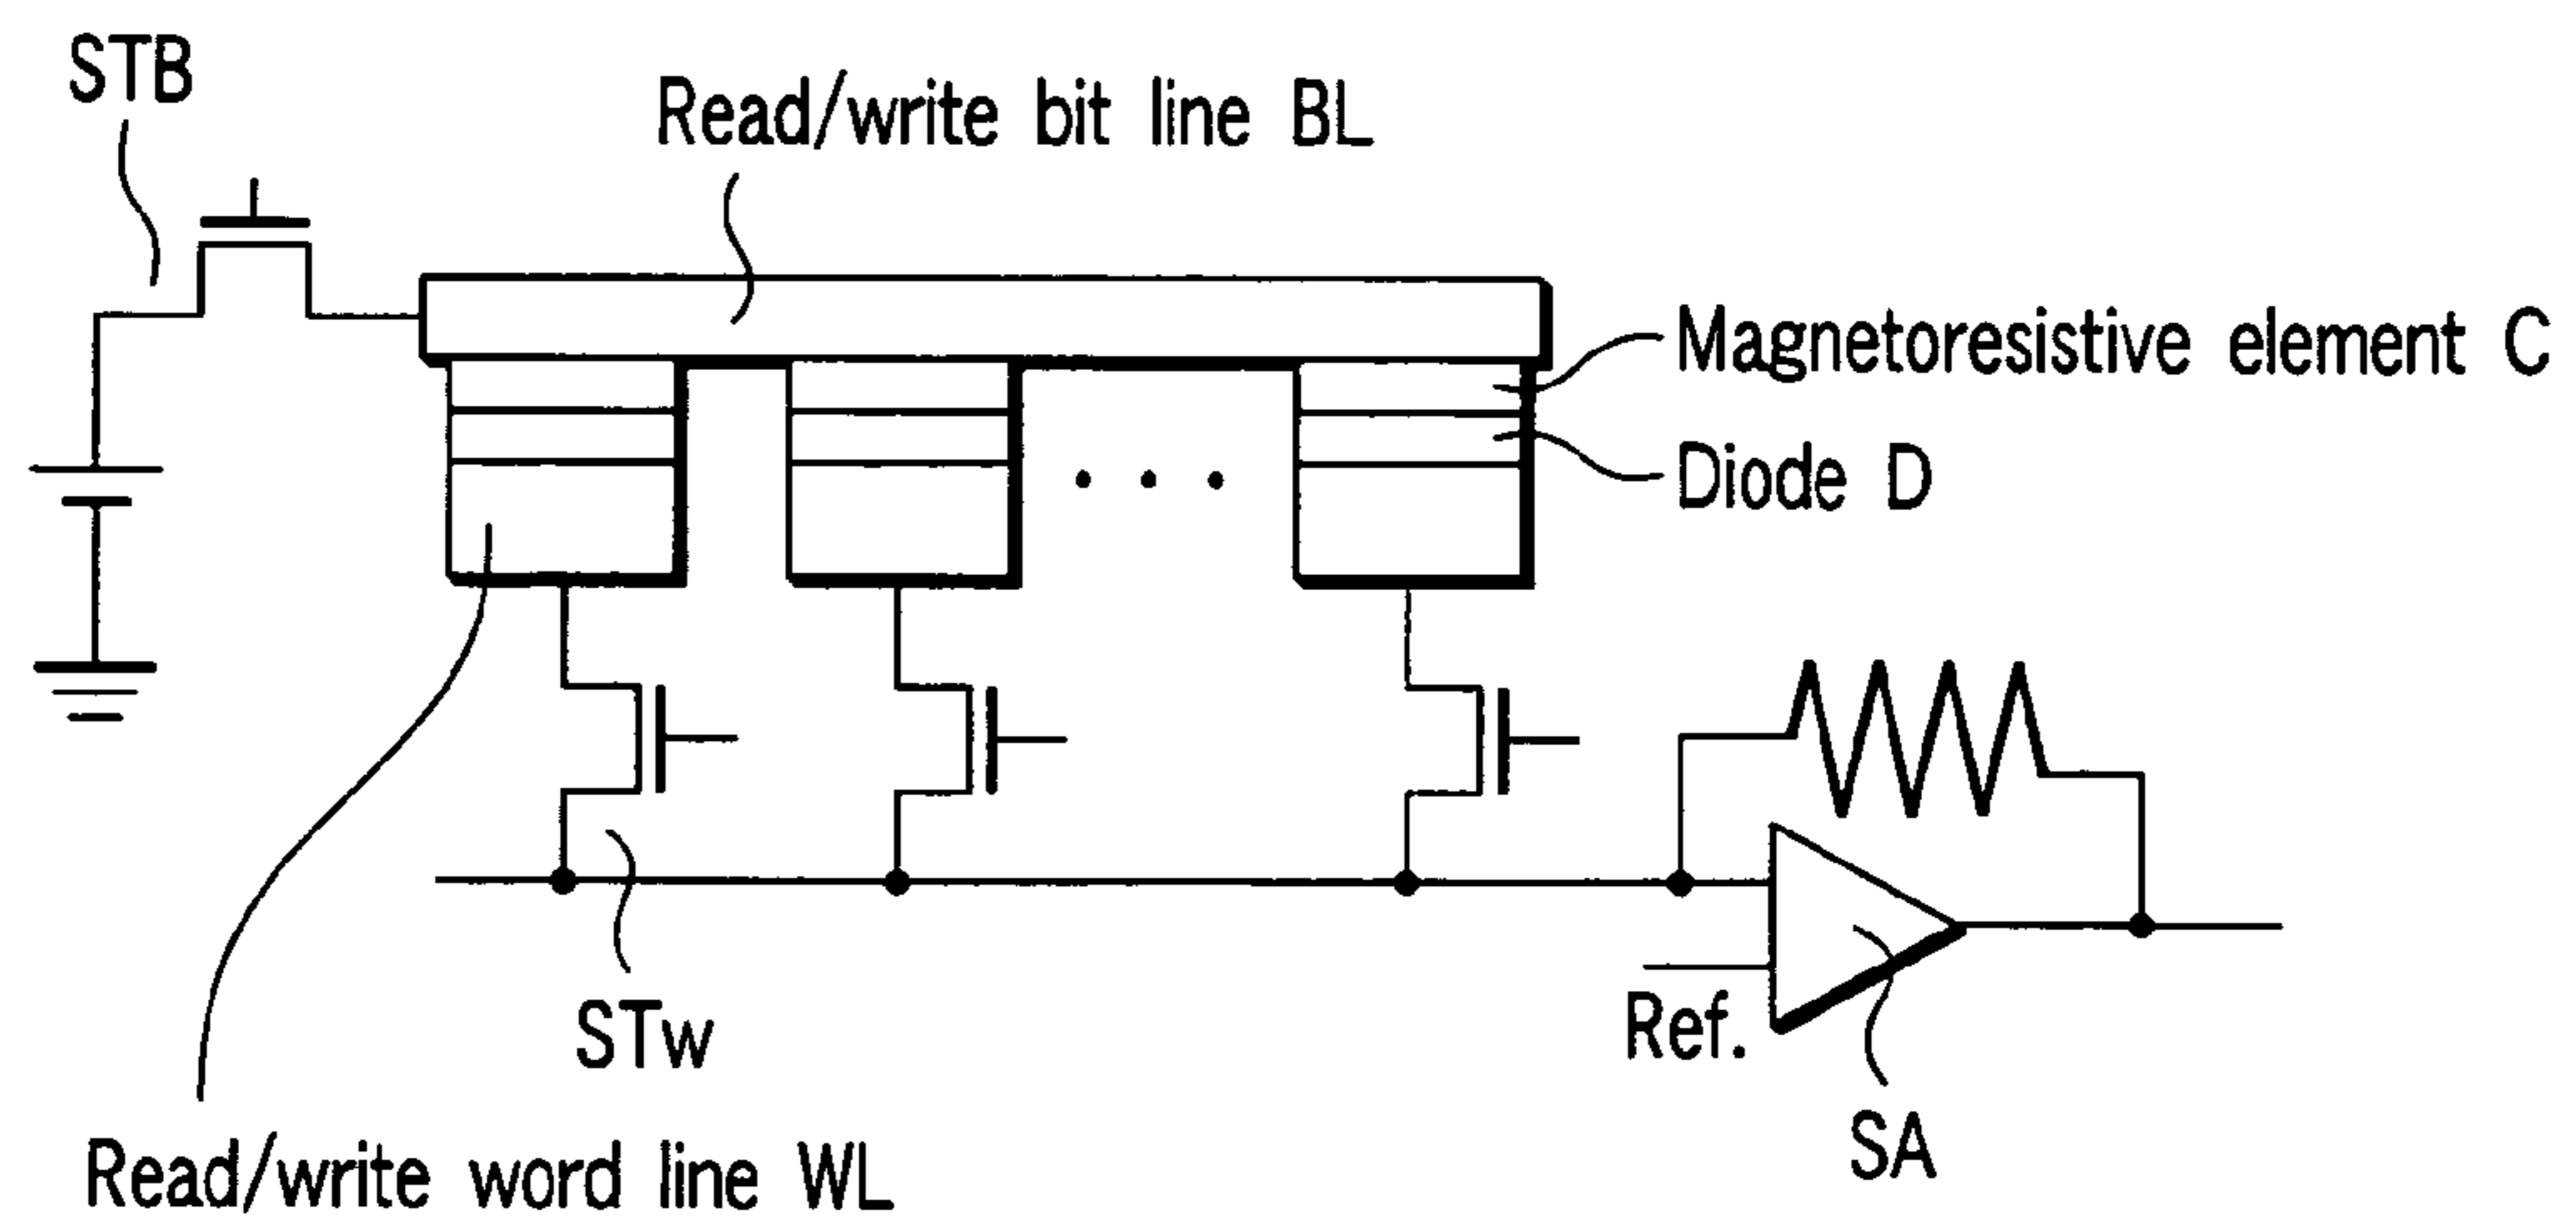 STB
Read/write bit line BL
Magnetoresistive element C
Diode D
STw
Ref.
SA
Read/write word line WL